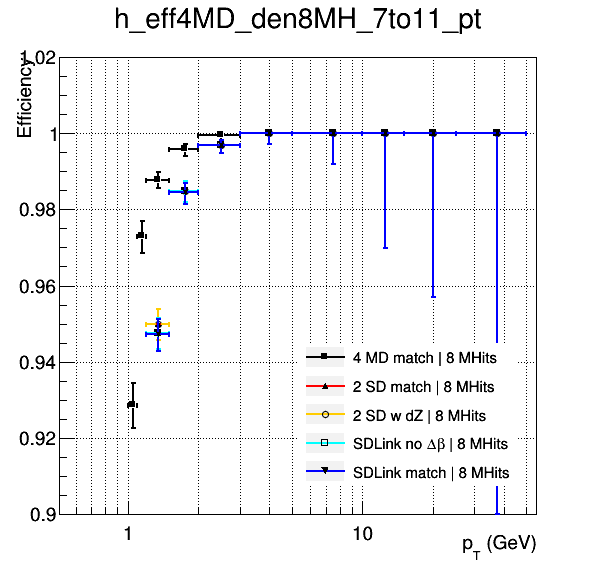 h_eff4MD_den8MH_7to11_pt
Efficiency
1.02
1
0.98
0.96
0.94
0.92
0.9
4 MD match | 8 MHits
2 SD match | 8 MHits
2 SD w dZ | 8 MHits
SDLink no Δβ | 8 MHits
SDLink match | 8 MHits
1
10
p_T (GeV)